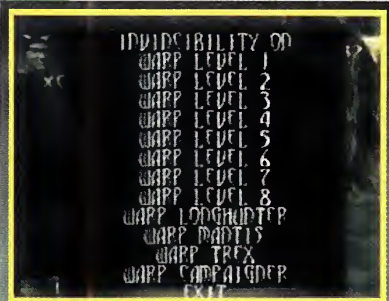 INVINCIBILITY ON
WARP LEVEL 1
WARP LEVEL 2
WARP LEVEL 3
WARP LEVEL 4
WARP LEVEL 5
WARP LEVEL 6
WARP LEVEL 7
WARP LEVEL 8
WARP LONGHUNTER
WARP MANTIS
WARP TREX
WARP CAMPAIGNER
EXIT